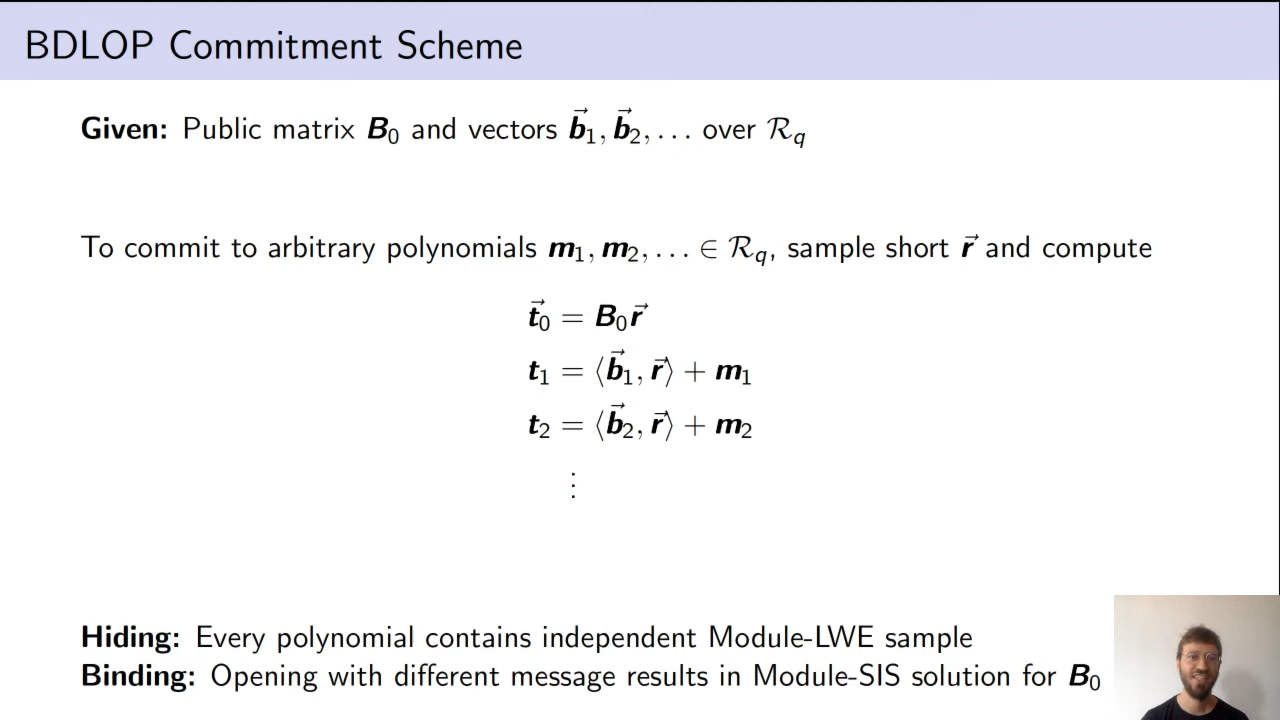 BDLOP Commitment Scheme
Given: Public matrix B₀ and vectors b⃗₁, b⃗₂, … over ℛ_q
To commit to arbitrary polynomials m₁, m₂, … ∈ ℛ_q, sample short r⃗ and compute
t⃗₀ = B₀r⃗
t₁ = ⟨b⃗₁, r⃗⟩ + m₁
t₂ = ⟨b⃗₂, r⃗⟩ + m₂
⋮
Hiding: Every polynomial contains independent Module-LWE sample
Binding: Opening with different message results in Module-SIS solution for B₀